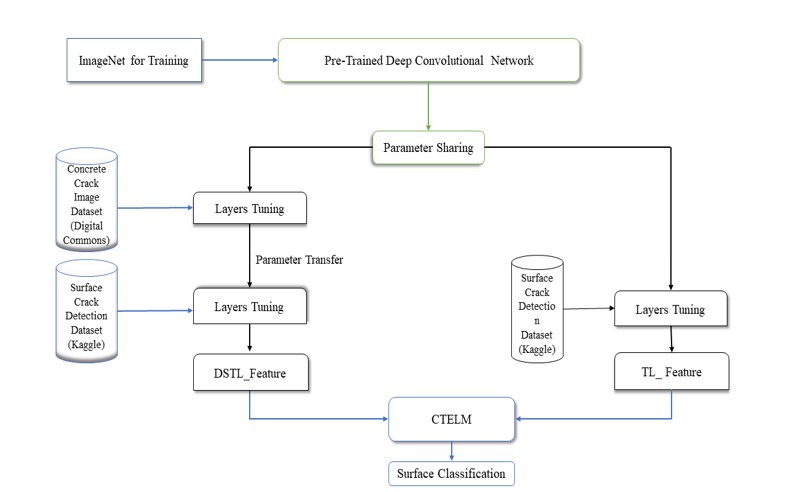 ImageNet for Training
Pre-Trained Deep Convolutional Network
Parameter Sharing
Concrete
Crack
Image
Dataset
(Digital
Commons)
Layers Tuning
Parameter Transfer
Surface
Crack
Detection
Dataset
(Kaggle)
Layers Tuning
DSTL_Feature
Surface
Crack
Detectio
n
Dataset
(Kaggle)
Layers Tuning
TL_ Feature
CTELM
Surface Classification